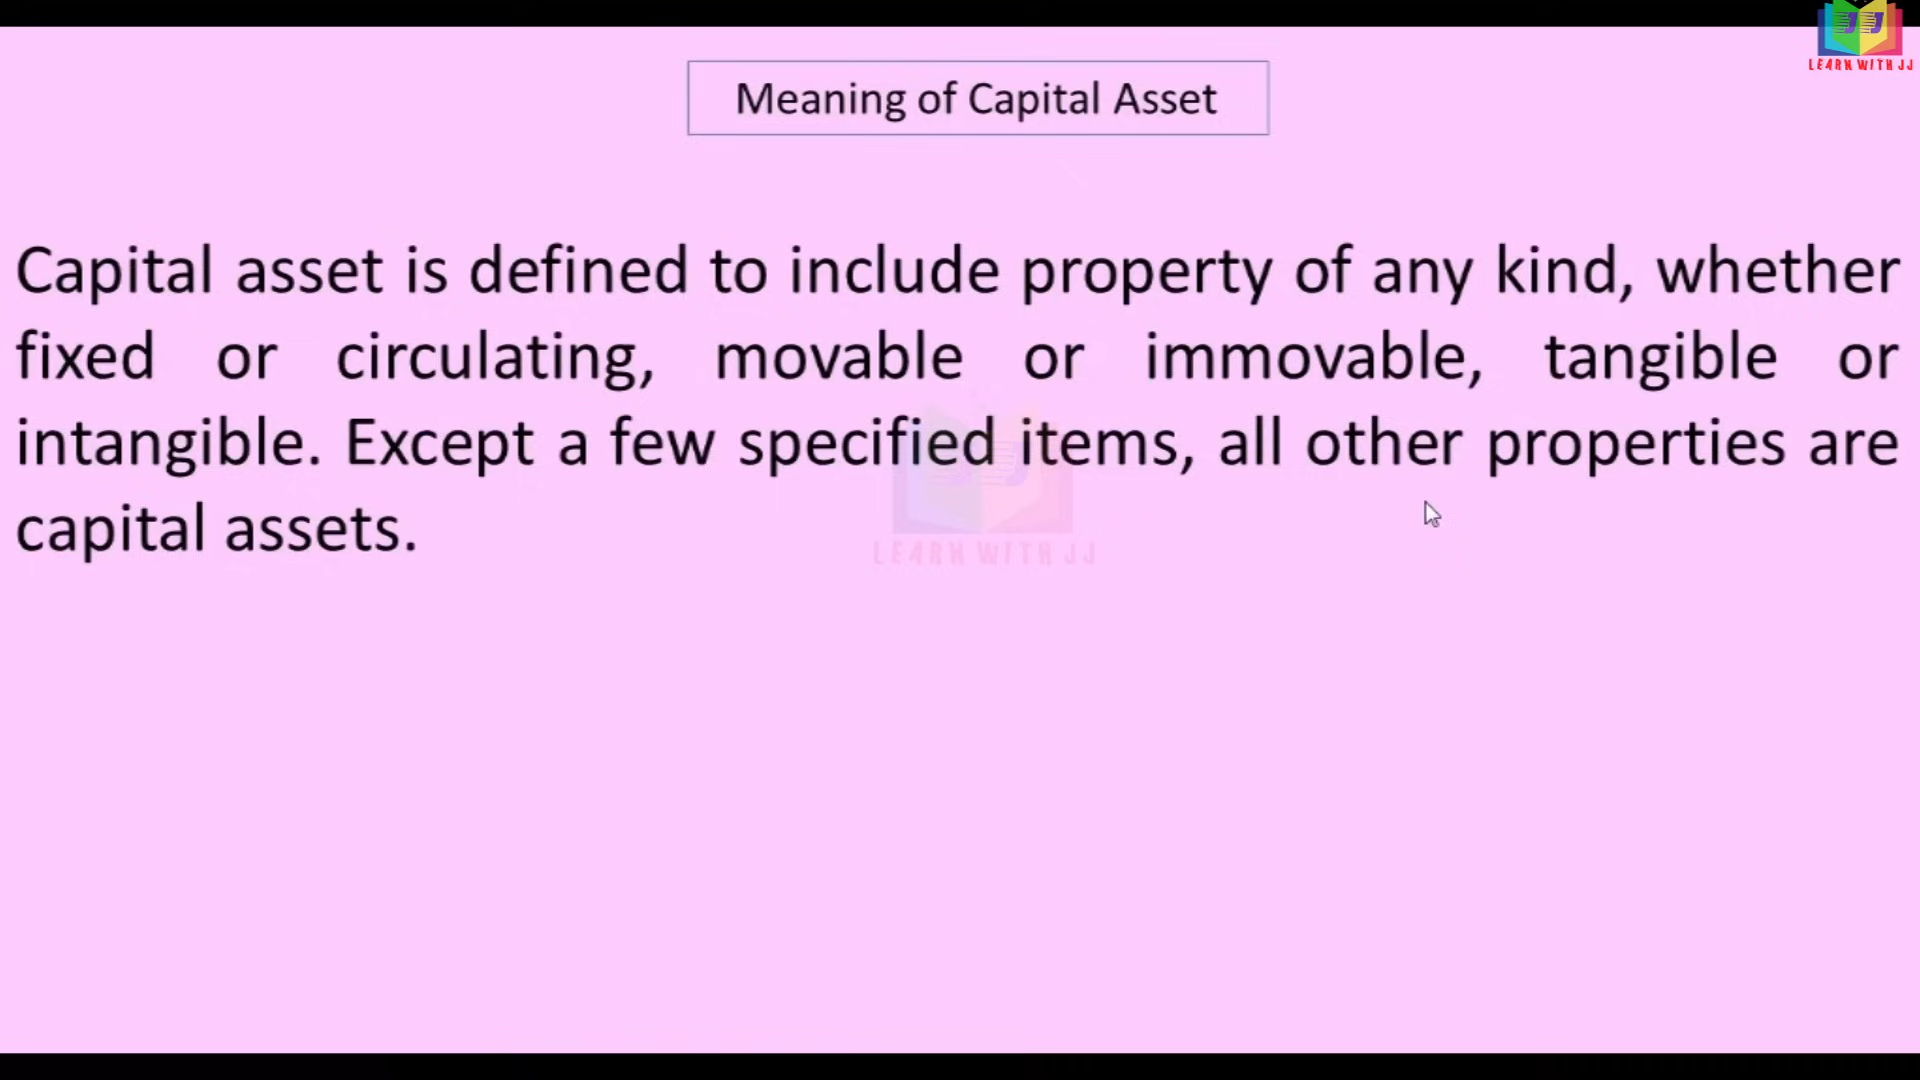 LEARN WITH JJ
Meaning of Capital Asset
Capital asset is defined to include property of any kind, whether
fixed or circulating, movable or immovable, tangible or
intangible. Except a few specified items, all other properties are
capital assets.
LEARN WITH JJ